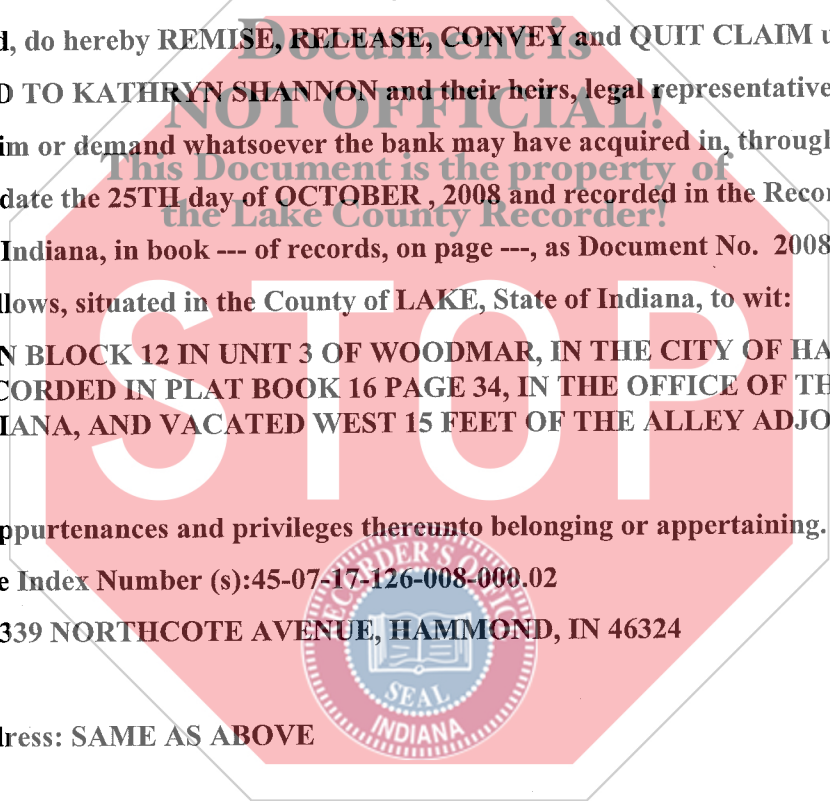 Document is
d, do hereby REMISE, RELEASE, CONVEY and QUIT CLAIM u
D TO KATHRYN SHANNON and their heirs, legal representative
NOT OFFICIAL!
im or demand whatsoever the bank may have acquired in, through
This Document is the property of
date the 25TH day of OCTOBER , 2008 and recorded in the Recor
the Lake County Recorder!
Indiana, in book --- of records, on page ---, as Document No. 2008
llows, situated in the County of LAKE, State of Indiana, to wit:
STOP
N BLOCK 12 IN UNIT 3 OF WOODMAR, IN THE CITY OF HA
CORDED IN PLAT BOOK 16 PAGE 34, IN THE OFFICE OF TH
IANA, AND VACATED WEST 15 FEET OF THE ALLEY ADJO
ppurtenances and privileges thereunto belonging or appertaining.
e Index Number (s):45-07-17-126-008-000.02
339 NORTHCOTE AVENUE, HAMMOND, IN 46324
RECORDER'S OFFICE
SEAL
INDIANA
dress: SAME AS ABOVE